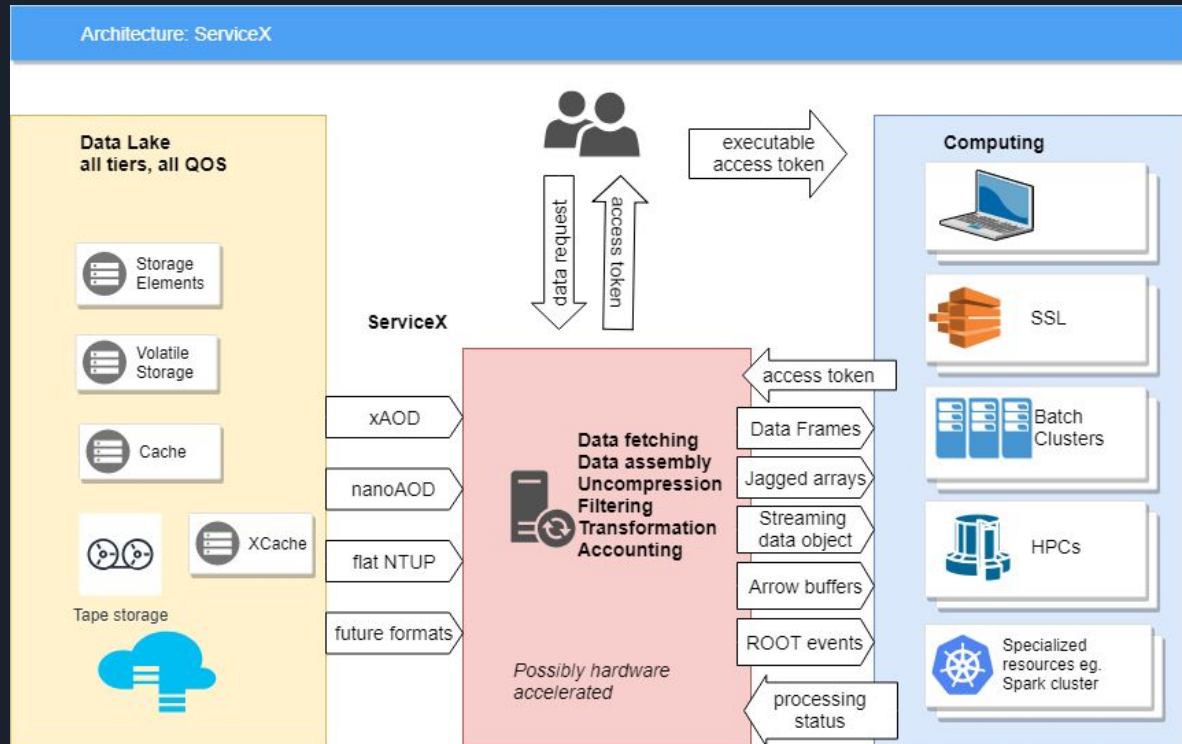 Architecture: ServiceX
Data Lake
all tiers, all QOS
Storage
Elements
Volatile
Storage
Cache
XCache
Tape storage
ServiceX
xAOD
nanoAOD
flat NTUP
future formats
data request
access token
executable
access token
Data fetching
Data assembly
Uncompression
Filtering
Transformation
Accounting
Possibly hardware
accelerated
access token
Data Frames
Jagged arrays
Streaming
data object
Arrow buffers
ROOT events
processing
status
Computing
SSL
Batch
Clusters
HPCs
Specialized
resources eg.
Spark cluster